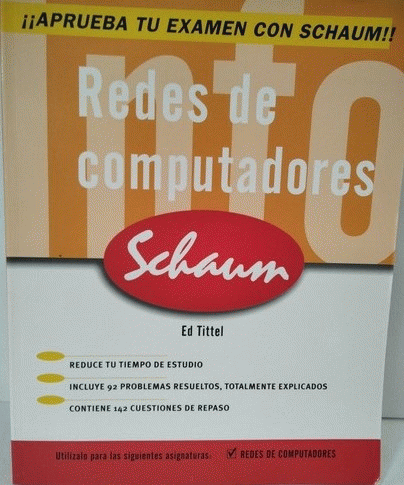 ¡¡APRUEBA TU EXAMEN CON SCHAUM!!
Info
Redes de
computadores
Schaum
Ed Tittel
REDUCE TU TIEMPO DE ESTUDIO
INCLUYE 92 PROBLEMAS RESUELTOS, TOTALMENTE EXPLICADOS
CONTIENE 142 CUESTIONES DE REPASO
Utilízalo para las siguientes asignaturas: REDES DE COMPUTADORES